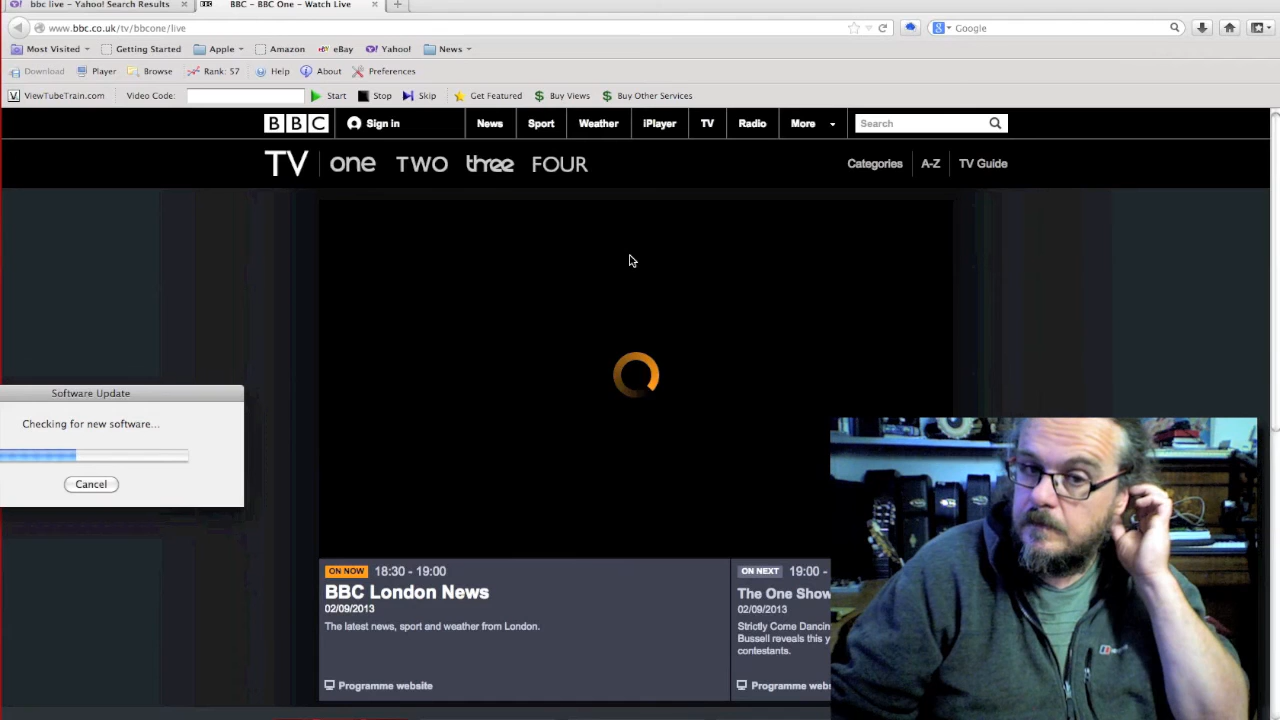 bbc live - Yahoo! Search Results
BBC - BBC One - Watch Live
www.bbc.co.uk/tv/bbcone/live
Google
Most Visited
Getting Started
Apple
Amazon
eBay
Yahoo!
News
Download
Player
Browse
Rank: 57
Help
About
Preferences
ViewTubeTrain.com
Video Code:
Start
Stop
Skip
Get Featured
Buy Views
Buy Other Services
BBC
Sign in
News
Sport
Weather
iPlayer
TV
Radio
More
Search
TV
one
TWO
three
FOUR
Categories
A-Z
TV Guide
Software Update
Checking for new software...
Cancel
ON NOW 18:30 - 19:00
BBC London News
02/09/2013
The latest news, sport and weather from London.
Programme website
ON NEXT 19:00 -
The One Show
02/09/2013
Strictly Come Dancin
Bussell reveals this y
contestants.
Programme webs